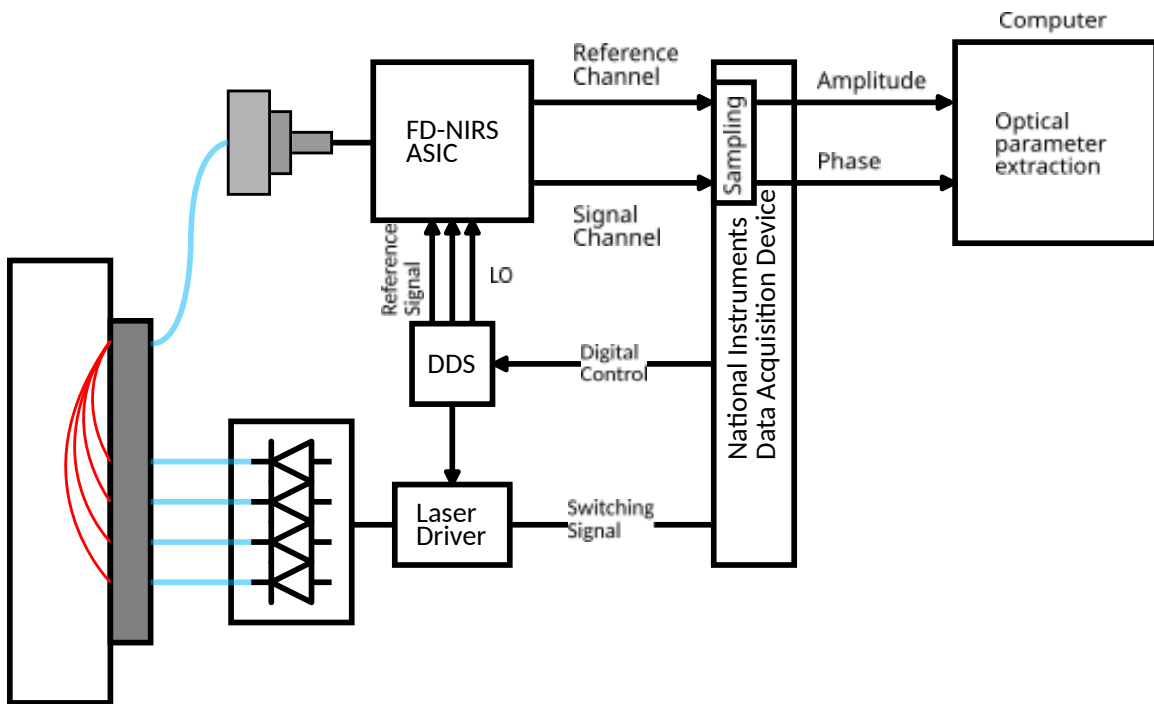 Computer
Reference
Channel
Amplitude
FD-NIRS
ASIC
Sampling
Optical
parameter
extraction
Phase
Signal
Channel
Reference
Signal
LO
National Instruments
Data Acquisition Device
DDS
Digital
Control
Laser
Driver
Switching
Signal